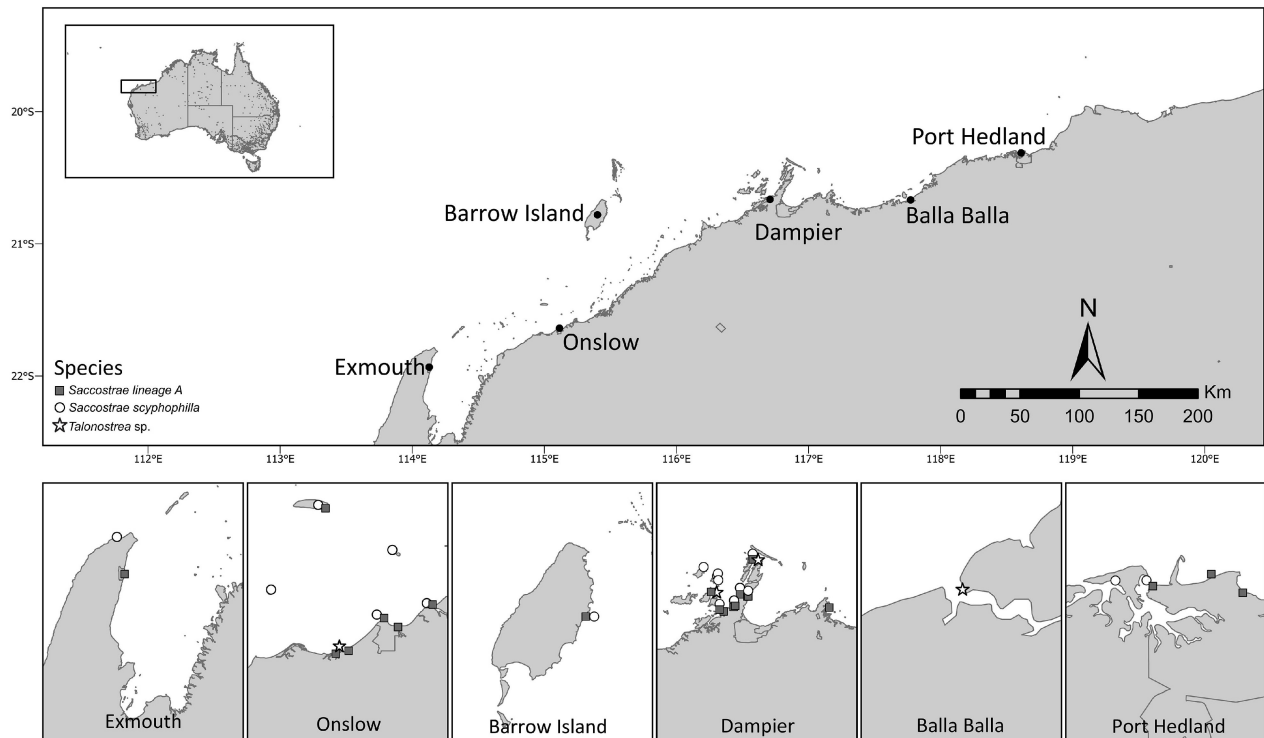 20°S
21°S
22°S
Port Hedland
Barrow Island
Balla Balla
Dampier
Onslow
Exmouth
N
Km
0 50 100 150 200
Species
Saccostrae lineage A
Saccostrae scyphophilla
Talonostrea sp.
112°E 113°E 114°E 115°E 116°E 117°E 118°E 119°E 120°E
Exmouth
Onslow
Barrow Island
Dampier
Balla Balla
Port Hedland